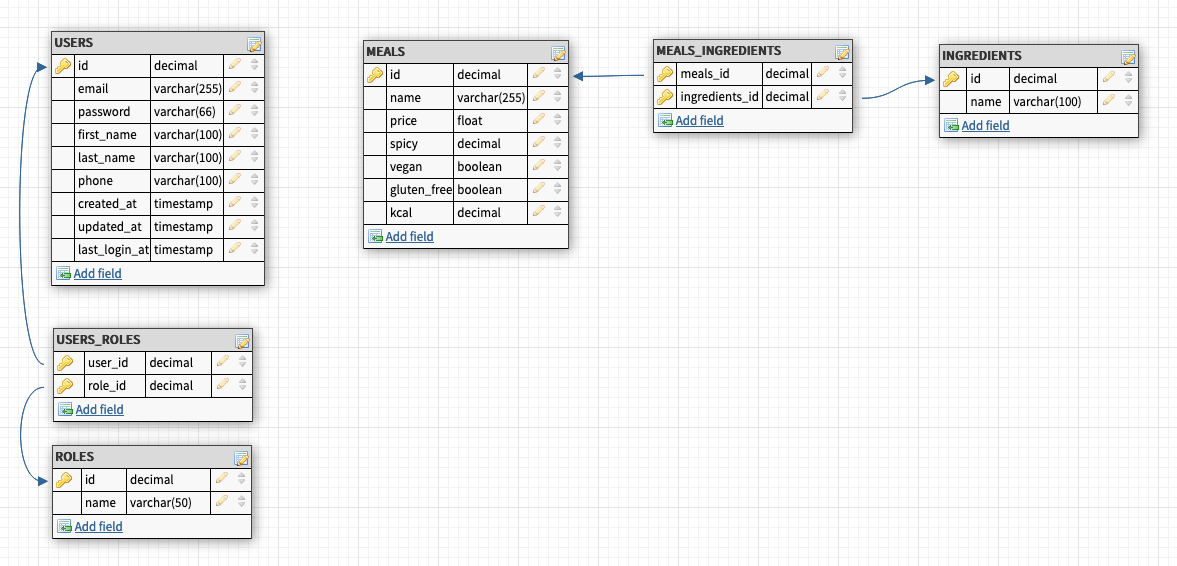 USERS
id decimal
email varchar(255)
password varchar(66)
first_name varchar(100)
last_name varchar(100)
phone varchar(100)
created_at timestamp
updated_at timestamp
last_login_at timestamp
Add field
MEALS
id decimal
name varchar(255)
price float
spicy decimal
vegan boolean
gluten_free boolean
kcal decimal
Add field
MEALS_INGREDIENTS
meals_id decimal
ingredients_id decimal
Add field
INGREDIENTS
id decimal
name varchar(100)
Add field
USERS_ROLES
user_id decimal
role_id decimal
Add field
ROLES
id decimal
name varchar(50)
Add field